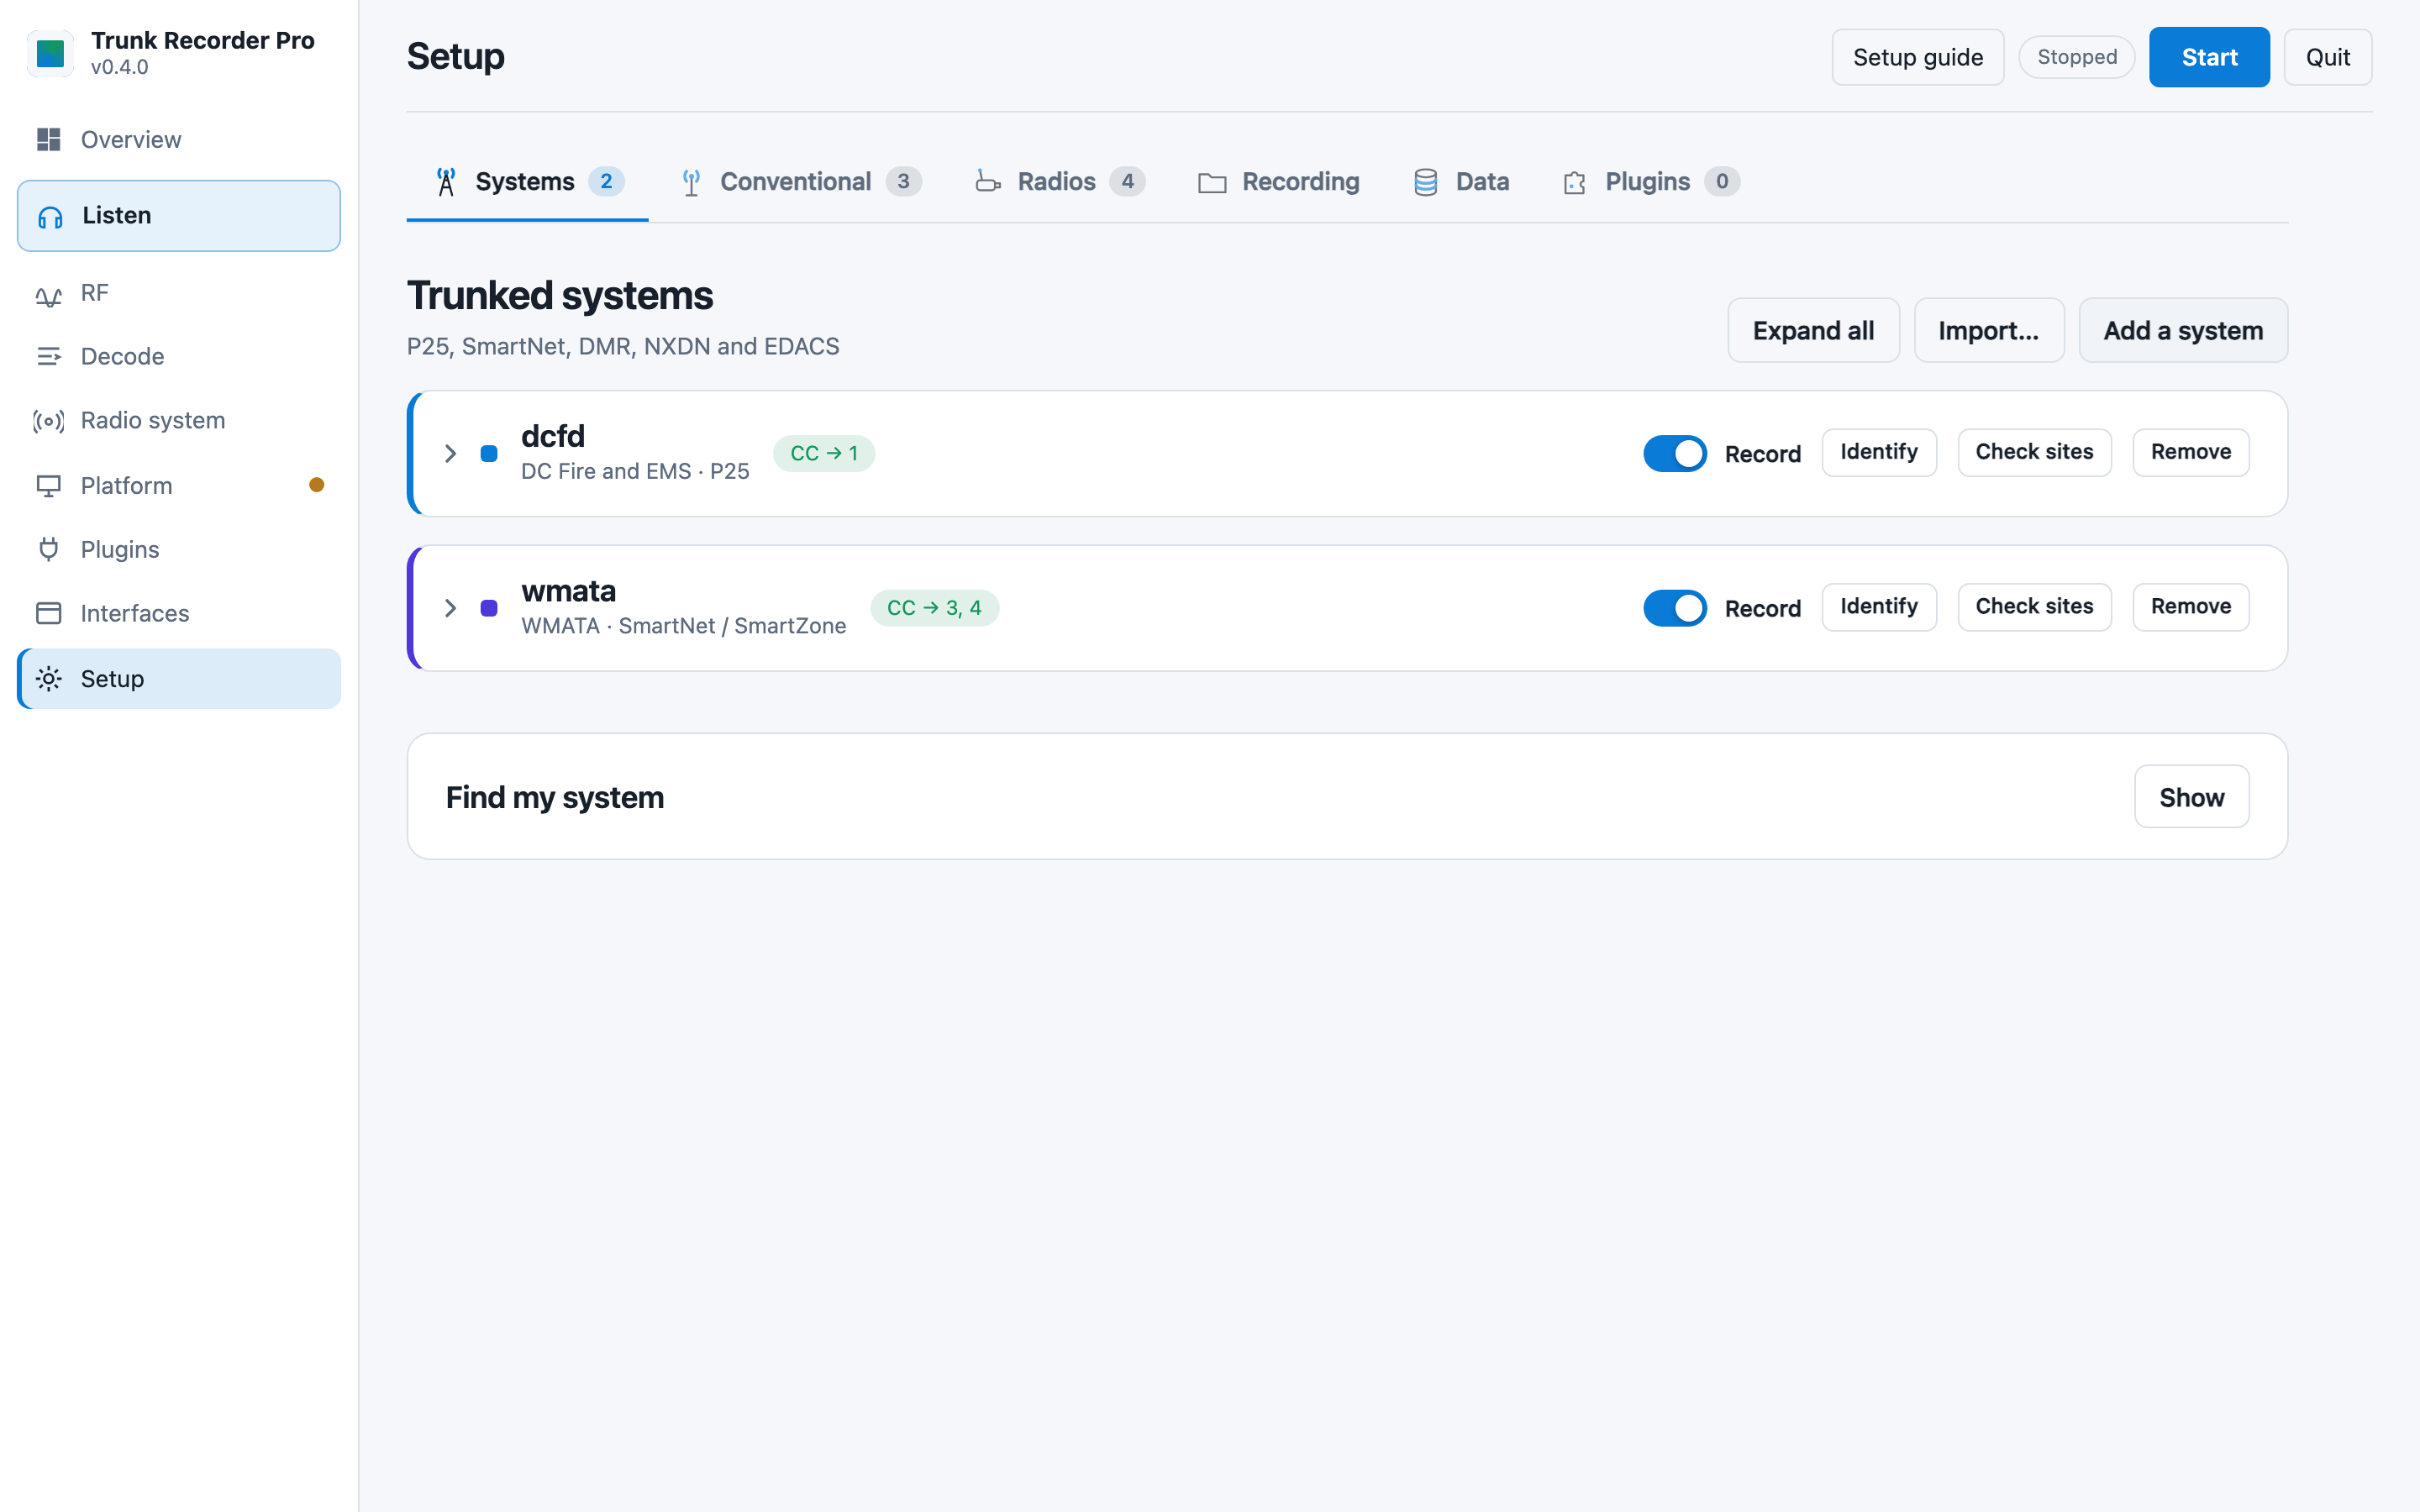 Trunk Recorder Pro
v0.4.0
Overview
Listen
RF
Decode
Radio system
Platform
Plugins
Interfaces
Setup
Setup
Setup guide
Stopped
Start
Quit
Systems 2
Conventional 3
Radios 4
Recording
Data
Plugins 0
Trunked systems
P25, SmartNet, DMR, NXDN and EDACS
Expand all
Import...
Add a system
dcfd
DC Fire and EMS · P25
CC → 1
Record
Identify
Check sites
Remove
wmata
WMATA · SmartNet / SmartZone
CC → 3, 4
Record
Identify
Check sites
Remove
Find my system
Show